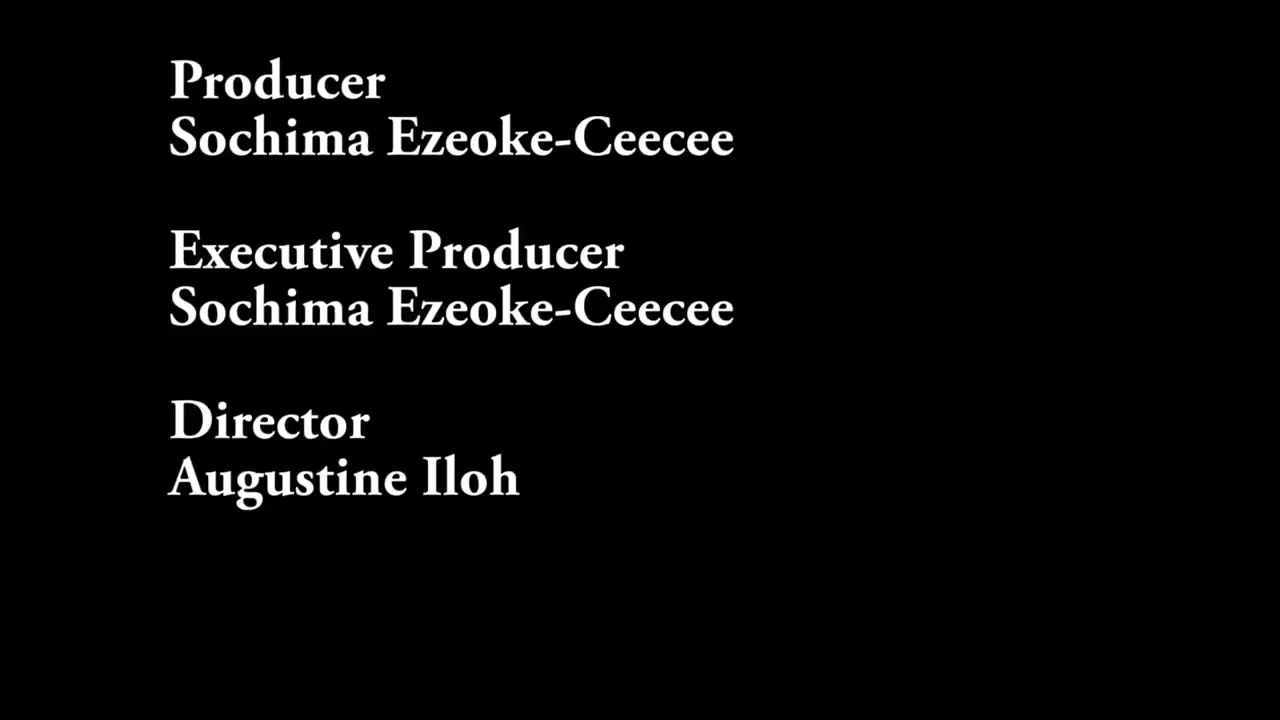 Producer
Sochima Ezeoke-Ceecee
Executive Producer
Sochima Ezeoke-Ceecee
Director
Augustine Iloh